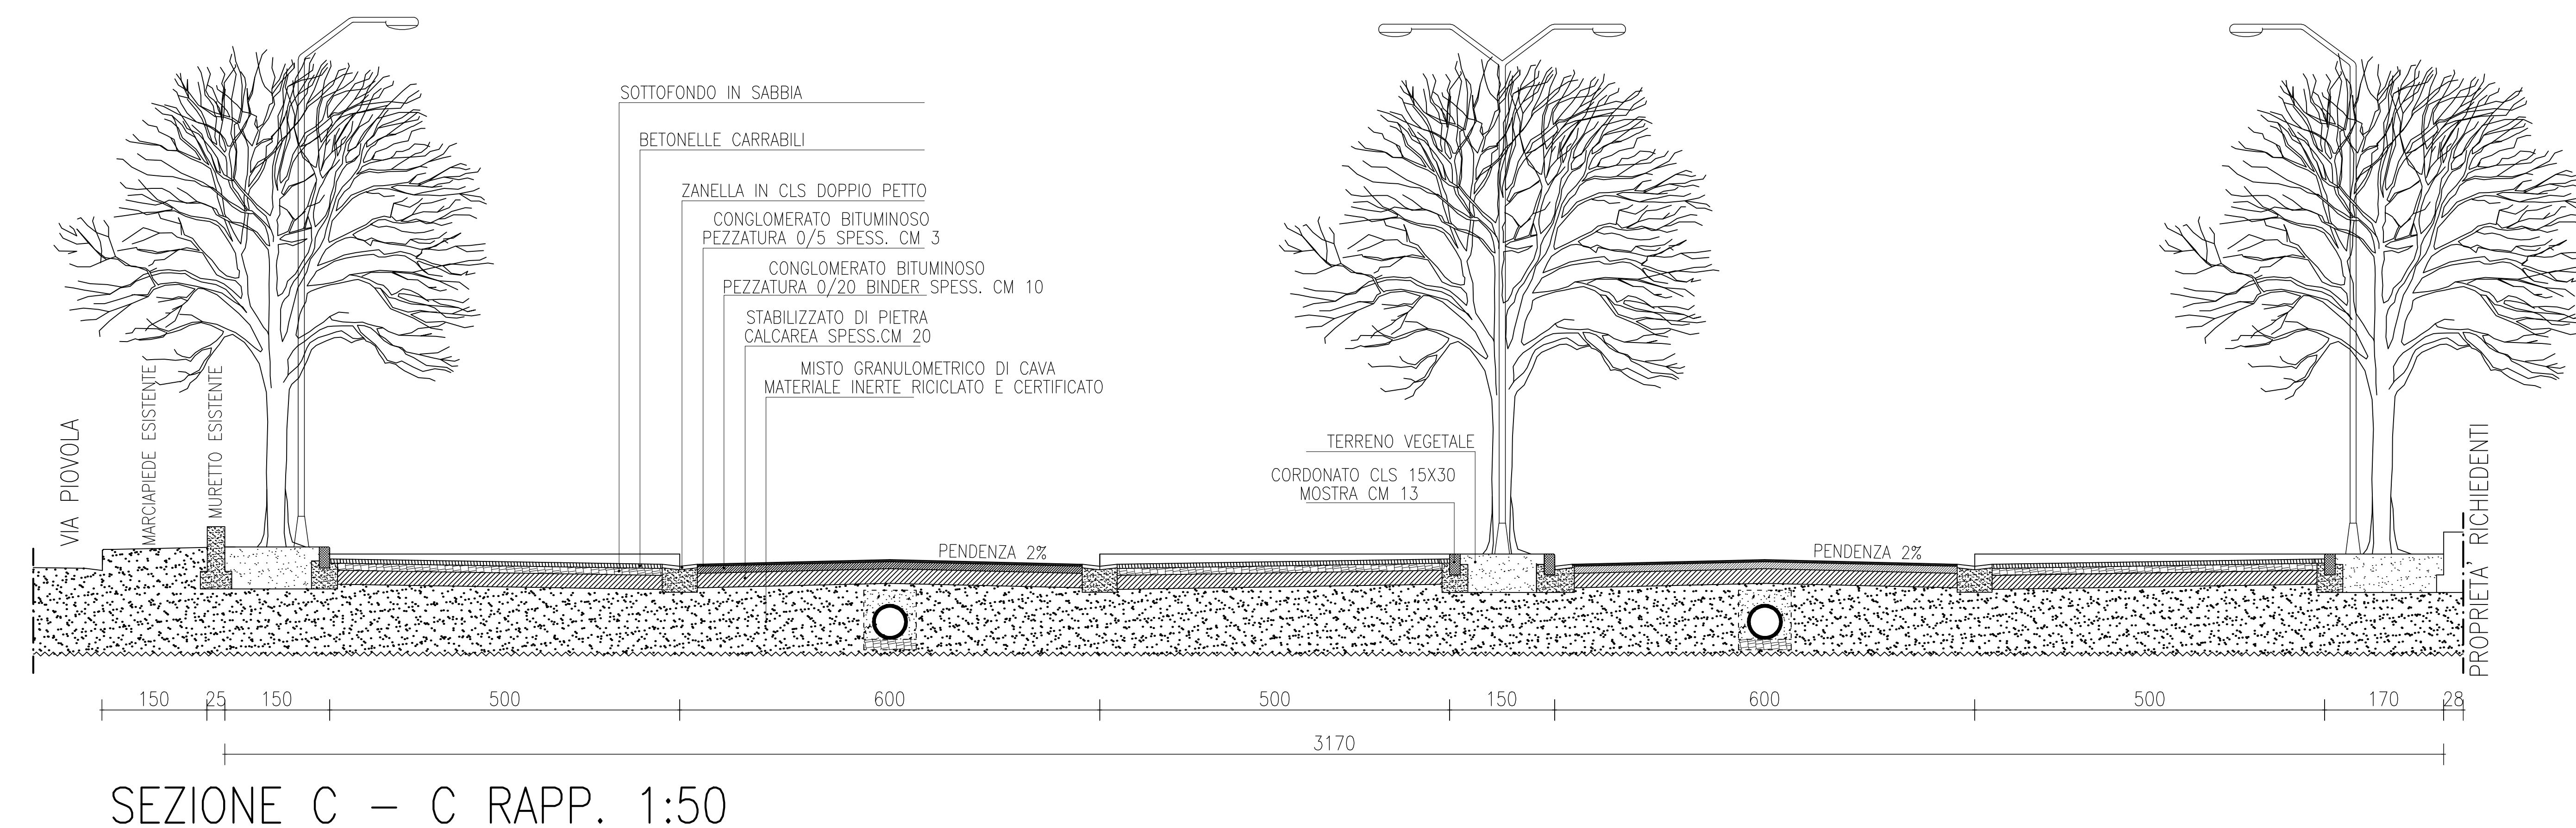 SOTTOFONDO IN SABBIA
BETONELLE CARRABILI
ZANELLA IN CLS DOPPIO PETTO
CONGLOMERATO BITUMINOSO
PEZZATURA 0/5 SPESS. CM 3
CONGLOMERATO BITUMINOSO
PEZZATURA 0/20 BINDER SPESS. CM 10
STABILIZZATO DI PIETRA
CALCAREA SPESS.CM 20
MISTO GRANULOMETRICO DI CAVA
MATERIALE INERTE RICICLATO E CERTIFICATO
VIA PIOVOLA
MARCIAPIEDE ESISTENTE
MURETTO ESISTENTE
TERRENO VEGETALE
CORDONATO CLS 15X30
MOSTRA CM 13
PROPRIETA' RICHIEDENTI
PENDENZA 2%
PENDENZA 2%
150 25 150 500 600 500 150 600 500 170 28
3170
SEZIONE C - C RAPP. 1:50